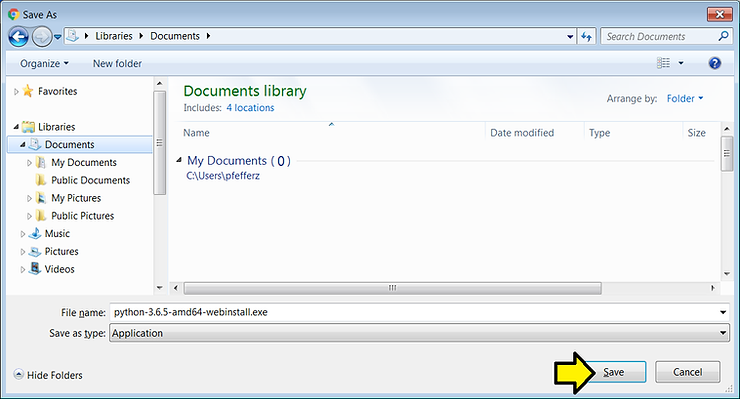 Save As
Libraries Documents
Search Documents
Organize New folder
Favorites
Libraries
Documents
My Documents
Public Documents
My Pictures
Public Pictures
Music
Pictures
Videos
Documents library
Includes: 4 locations
Arrange by: Folder
Name Date modified Type Size
My Documents (0)
C:\Users\pfefferz
File name: python-3.6.5-amd64-webinstall.exe
Save as type: Application
Hide Folders
Save Cancel